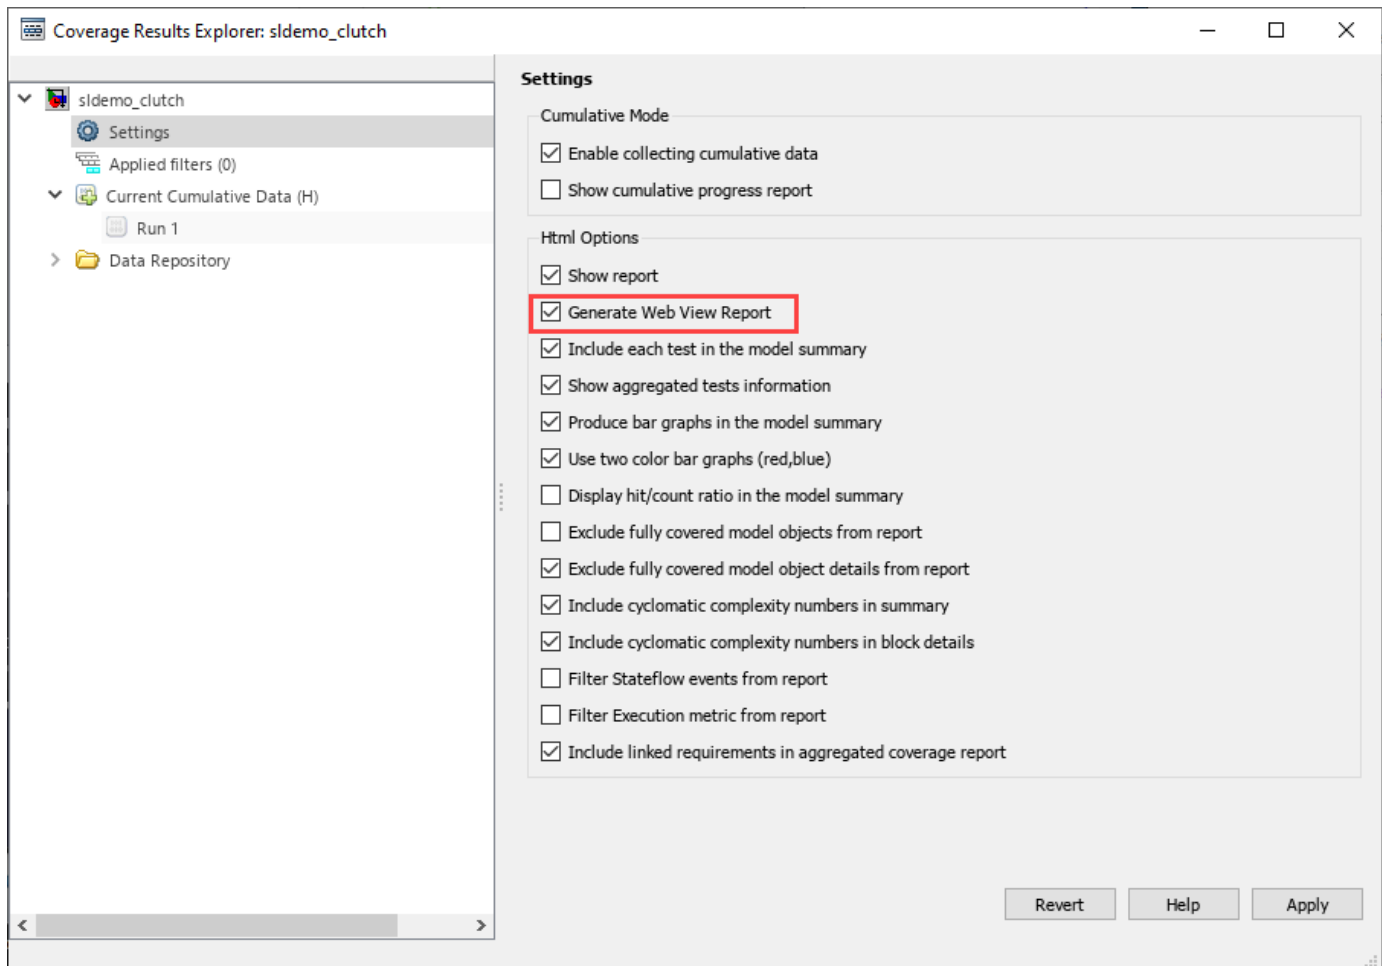 Coverage Results Explorer: sldemo_clutch
sldemo_clutch
Settings
Applied filters (0)
Current Cumulative Data (H)
Run 1
Data Repository
Settings
Cumulative Mode
Enable collecting cumulative data
Show cumulative progress report
Html Options
Show report
Generate Web View Report
Include each test in the model summary
Show aggregated tests information
Produce bar graphs in the model summary
Use two color bar graphs (red,blue)
Display hit/count ratio in the model summary
Exclude fully covered model objects from report
Exclude fully covered model object details from report
Include cyclomatic complexity numbers in summary
Include cyclomatic complexity numbers in block details
Filter Stateflow events from report
Filter Execution metric from report
Include linked requirements in aggregated coverage report
Revert Help Apply